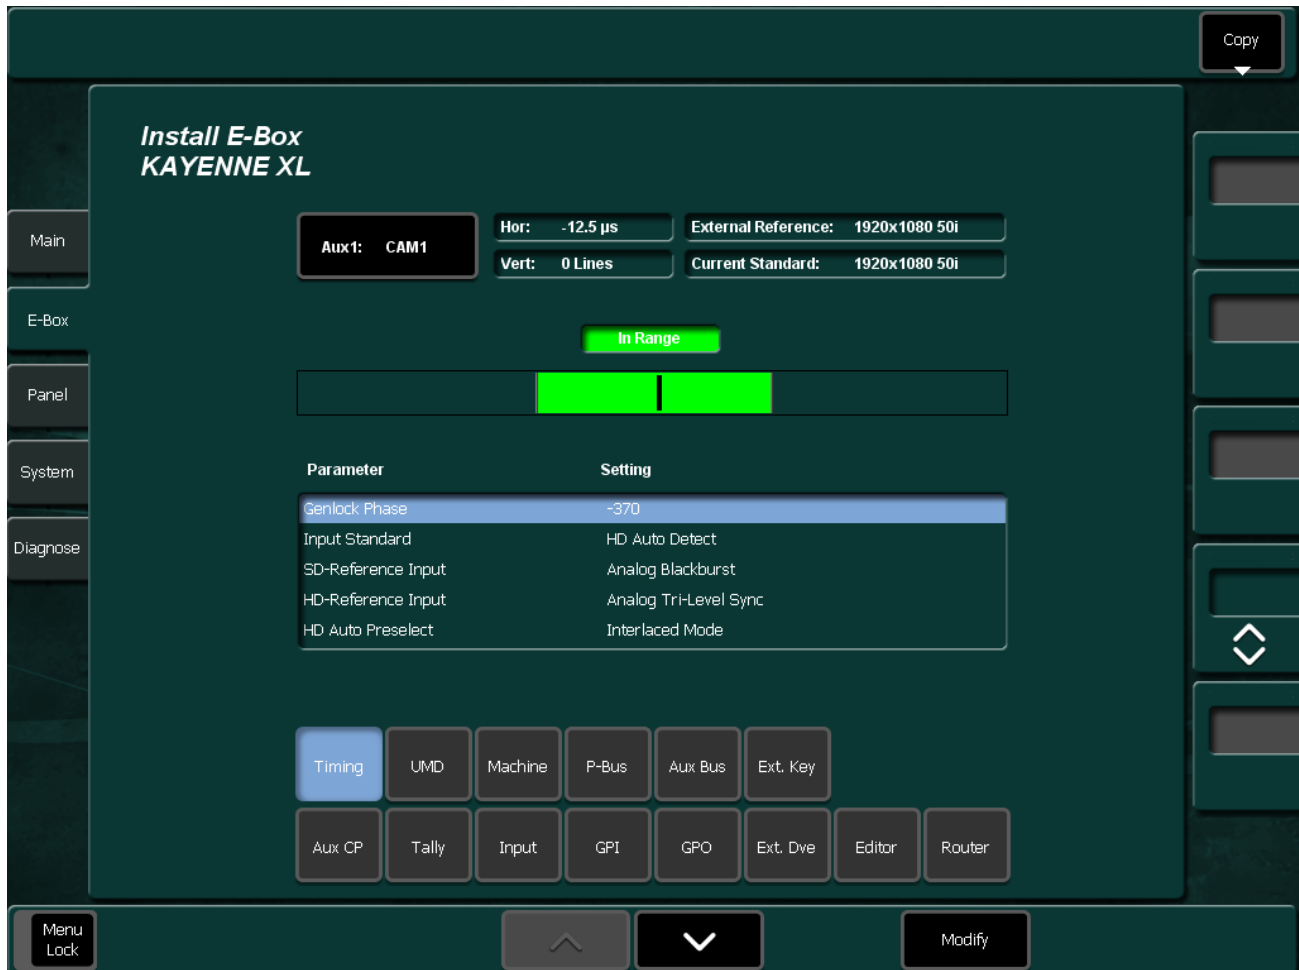 Copy
Install E-Box
KAYENNE XL
Main
E-Box
Panel
System
Diagnose
Aux1: CAM1
Hor: -12.5 µs
External Reference: 1920x1080 50i
Vert: 0 Lines
Current Standard: 1920x1080 50i
In Range
Parameter Setting
Genlock Phase -370
Input Standard HD Auto Detect
SD-Reference Input Analog Blackburst
HD-Reference Input Analog Tri-Level Sync
HD Auto Preselect Interlaced Mode
Timing UMD Machine P-Bus Aux Bus Ext. Key
Aux CP Tally Input GPI GPO Ext. Dve Editor Router
Menu
Lock
Modify